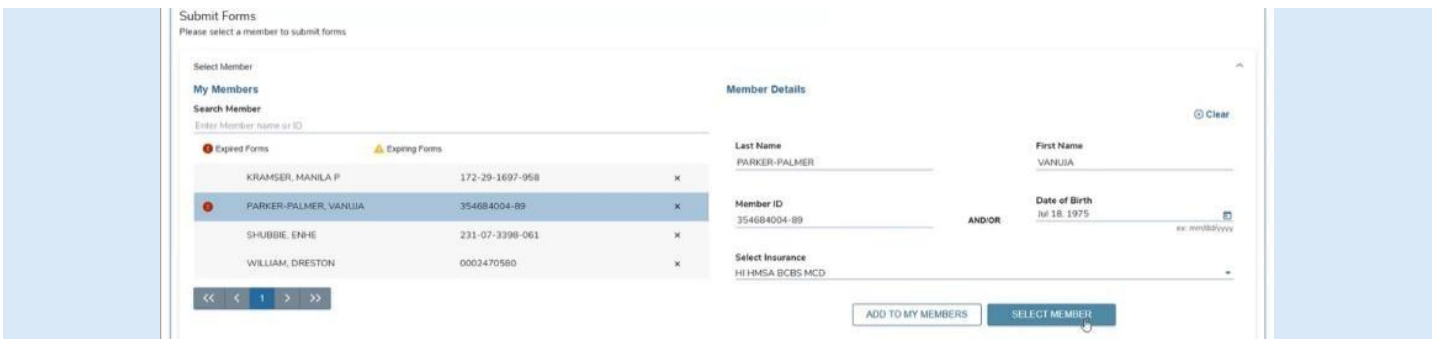 Submit Forms
Please select a member to submit forms
Select Member
My Members
Search Member
Enter Member name or ID
Expired Forms Expiring Forms
KRAMSER, MANILA P 172-29-1697-958 ×
PARKER-PALMER, VANUJA 354684004-89 ×
SHUBBIE, ENHE 231-07-3398-061 ×
WILLIAM, DRESTON 0002470580 ×
<< < 1 > >>
Member Details
Clear
Last Name First Name
PARKER-PALMER VANUJA
Member ID Date of Birth
354684004-89 AND/OR Jul 18, 1975
ex: mm/dd/yyyy
Select Insurance
HI HMSA BCBS MCD
ADD TO MY MEMBERS SELECT MEMBER